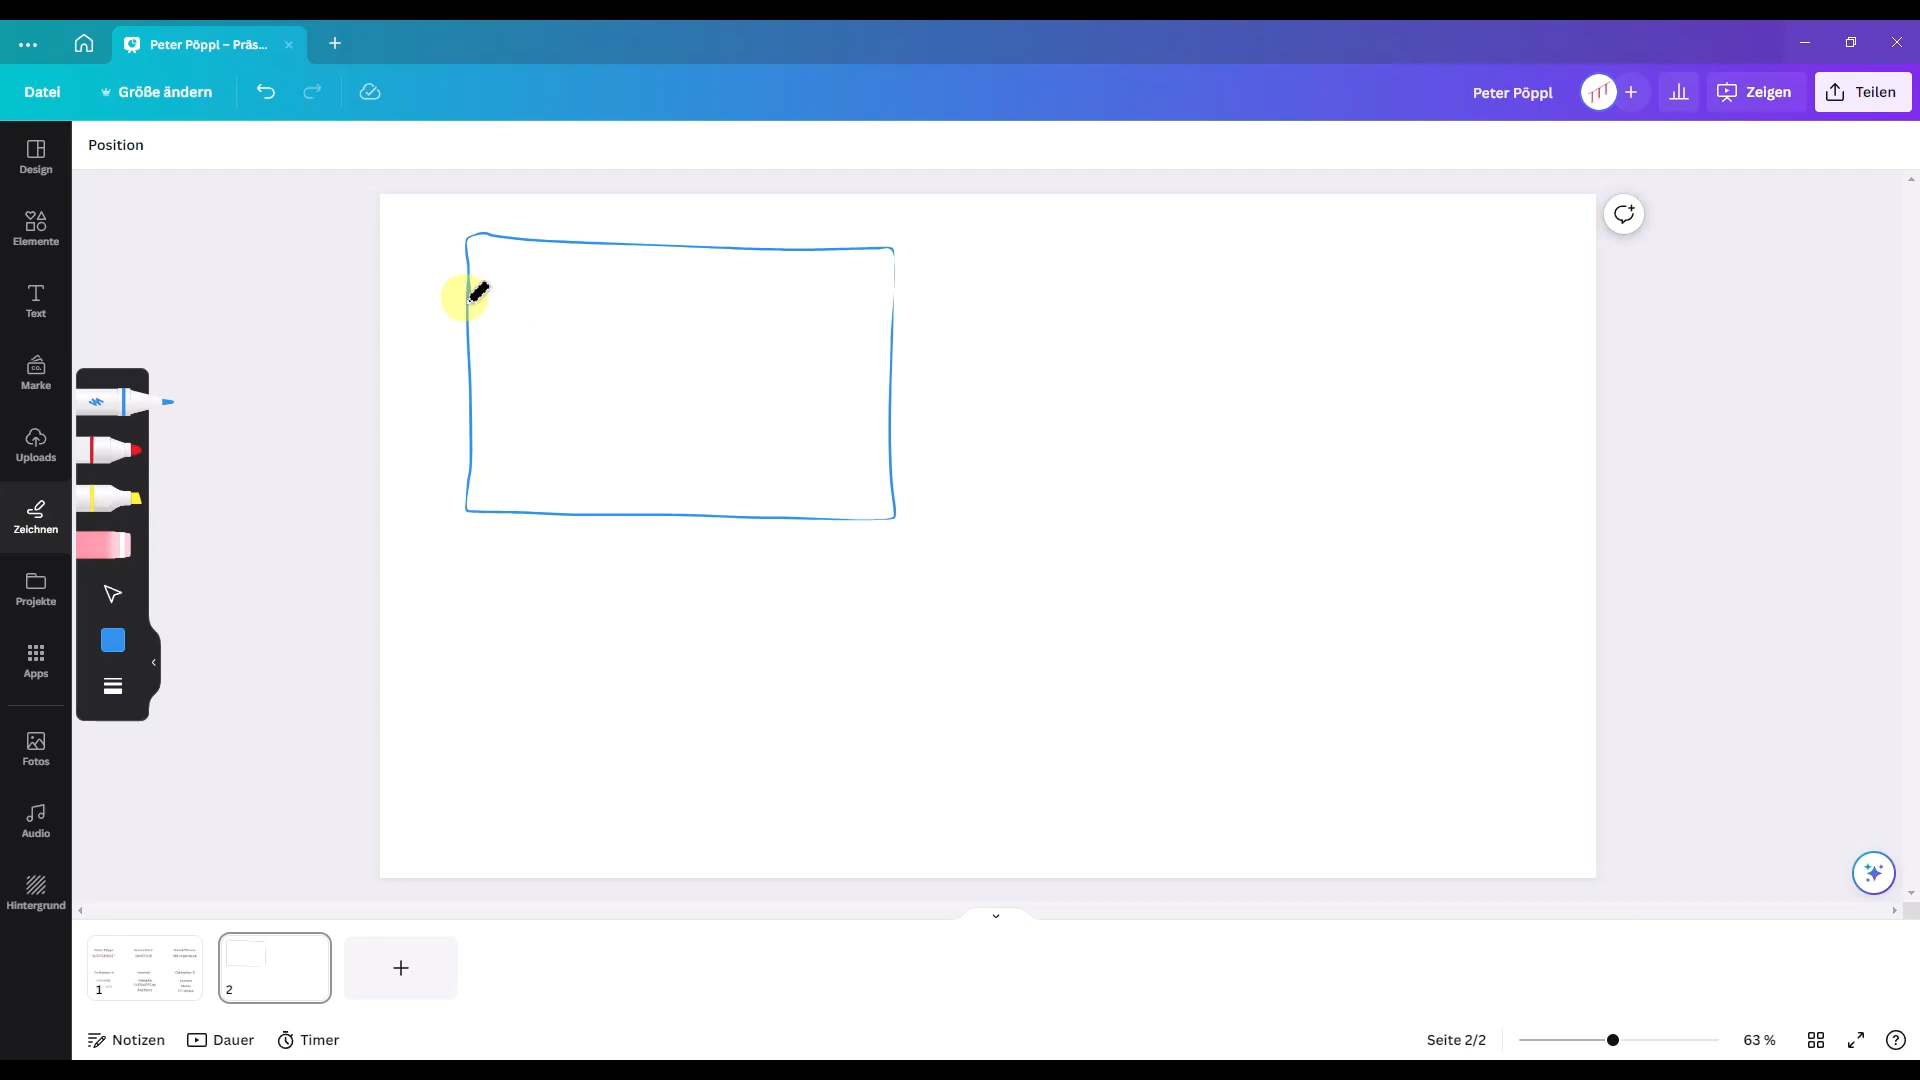 Peter Pöppl – Präs...
Datei
Größe ändern
Peter Pöppl
Zeigen
Teilen
Position
Design
Elemente
Text
CO.
Marke
Uploads
Zeichnen
Projekte
Apps
Fotos
Audio
Hintergrund
1
2
Notizen
Dauer
Timer
Seite 2/2
63 %